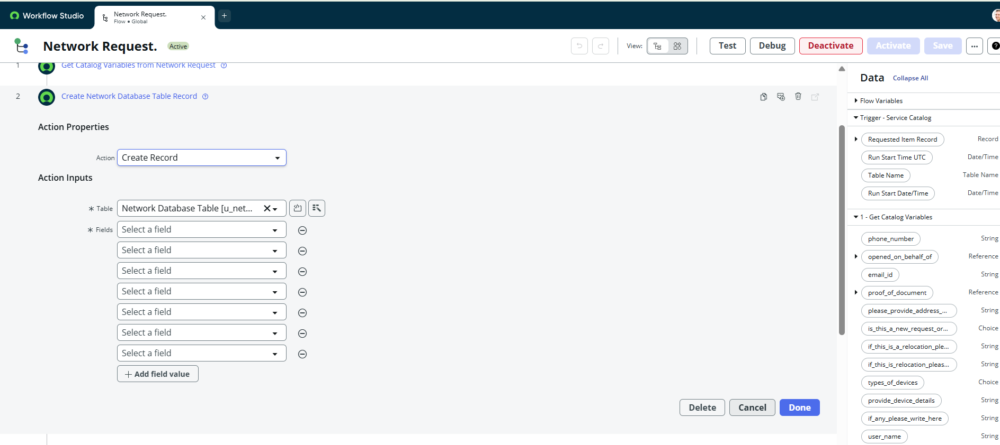 Workflow Studio
Network Request.
Flow • Global
Network Request.
Active
View:
Test
Debug
Deactivate
Activate
Save
1
Get Catalog Variables from Network Request
2
Create Network Database Table Record
Action Properties
Action
Create Record
Action Inputs
* Table
Network Database Table [u_net...
* Fields
Select a field
Select a field
Select a field
Select a field
Select a field
Select a field
Select a field
+ Add field value
Delete
Cancel
Done
Data
Collapse All
Flow Variables
Trigger - Service Catalog
Requested Item Record
Record
Run Start Time UTC
Date/Time
Table Name
Table Name
Run Start Date/Time
Date/Time
1 - Get Catalog Variables
phone_number
String
opened_on_behalf_of
Reference
email_id
String
proof_of_document
Reference
please_provide_address_...
String
is_this_a_new_request_or...
Choice
if_this_is_a_relocation_ple...
String
if_this_is_relocation_pleas...
String
types_of_devices
Choice
provide_device_details
String
if_any_please_write_here
String
user_name
String